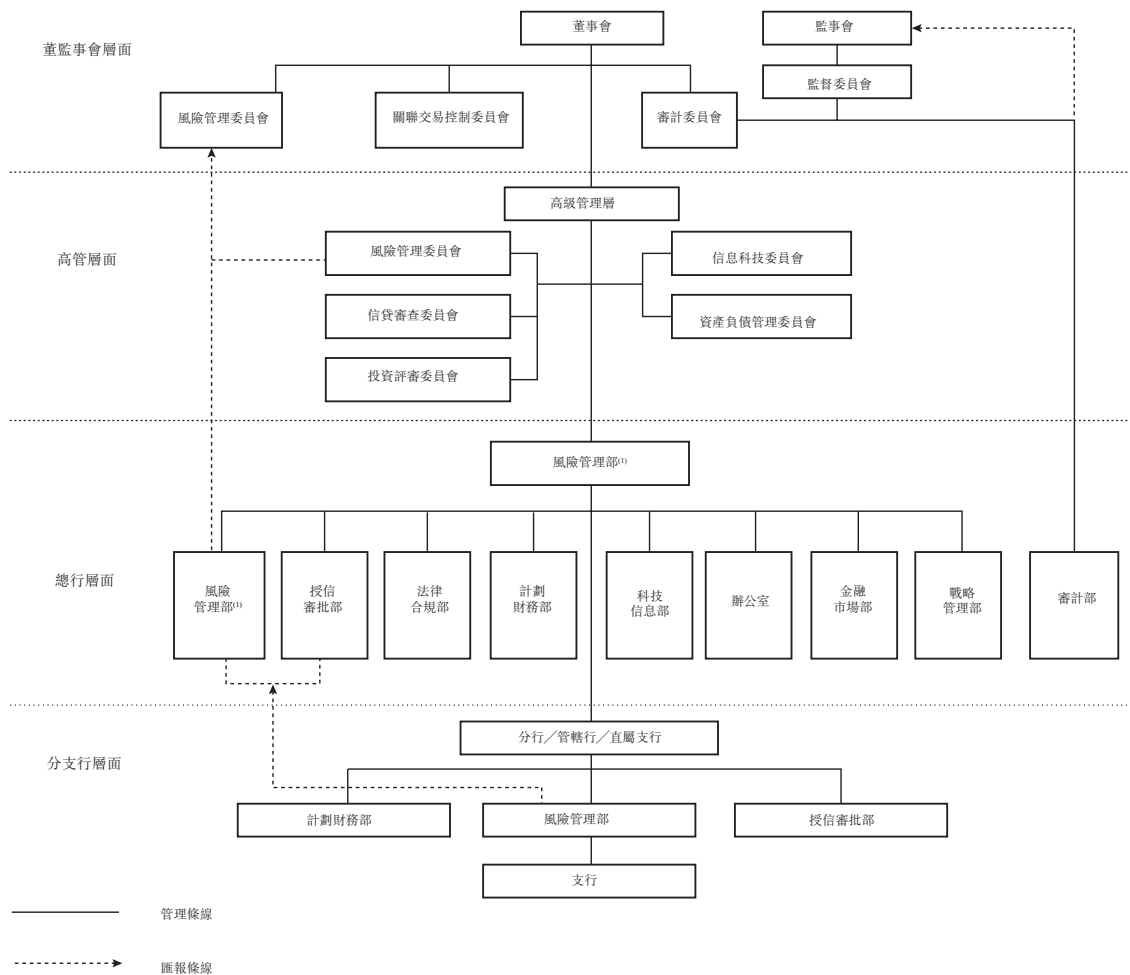 董事會
監事會
董監事會層面
監督委員會
風險管理委員會
關聯交易控制委員會
審計委員會
高級管理層
高管層面
風險管理委員會
信息科技委員會
信貸審查委員會
資產負債管理委員會
投資評審委員會
風險管理部(1)
總行層面
風險
管理部(1)
授信
審批部
法律
合規部
計劃
財務部
科技
信息部
辦公室
金融
市場部
戰略
管理部
審計部
分行／管轄行／直屬支行
分支行層面
計劃財務部
風險管理部
授信審批部
支行
管理條線
匯報條線